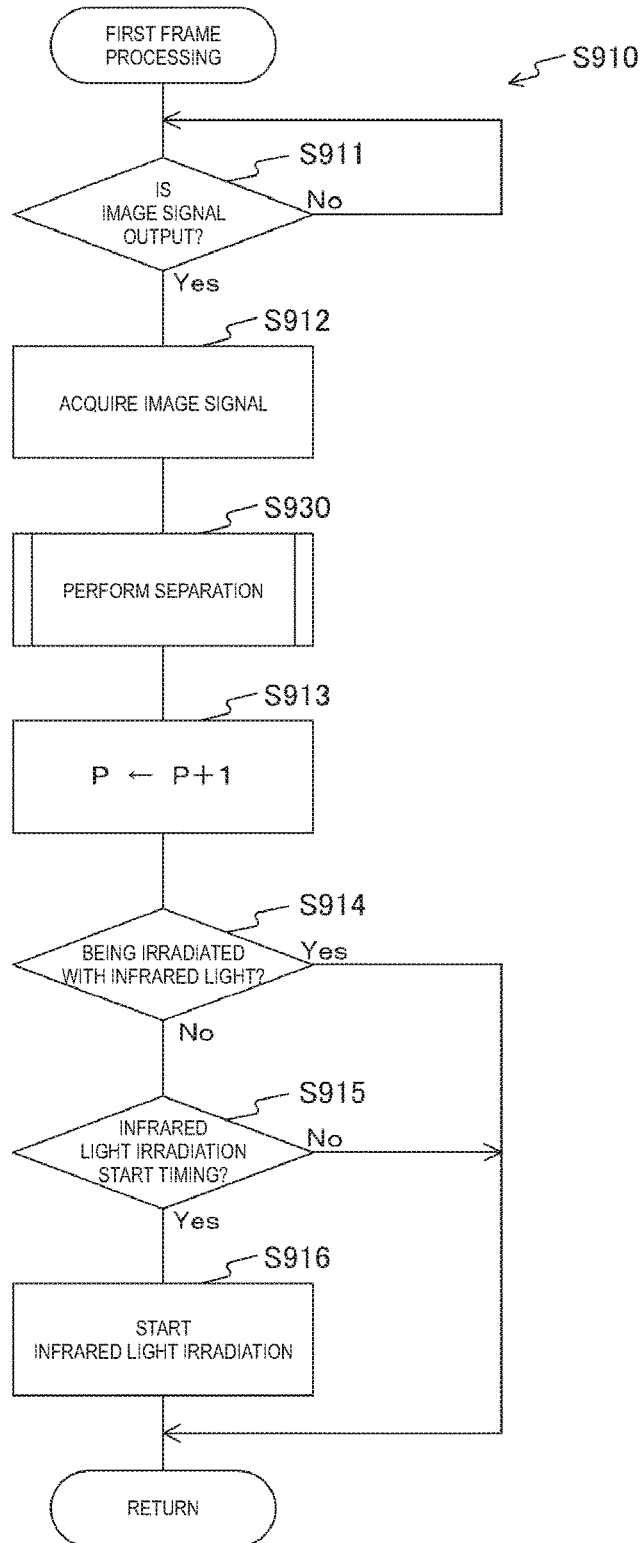 FIRST FRAME
PROCESSING
S910
S911
IS
IMAGE SIGNAL
OUTPUT?
No
Yes
S912
ACQUIRE IMAGE SIGNAL
S930
PERFORM SEPARATION
S913
P ← P+1
S914
BEING IRRADIATED
WITH INFRARED LIGHT?
Yes
No
S915
INFRARED
LIGHT IRRADIATION
START TIMING?
No
Yes
S916
START
INFRARED LIGHT IRRADIATION
RETURN